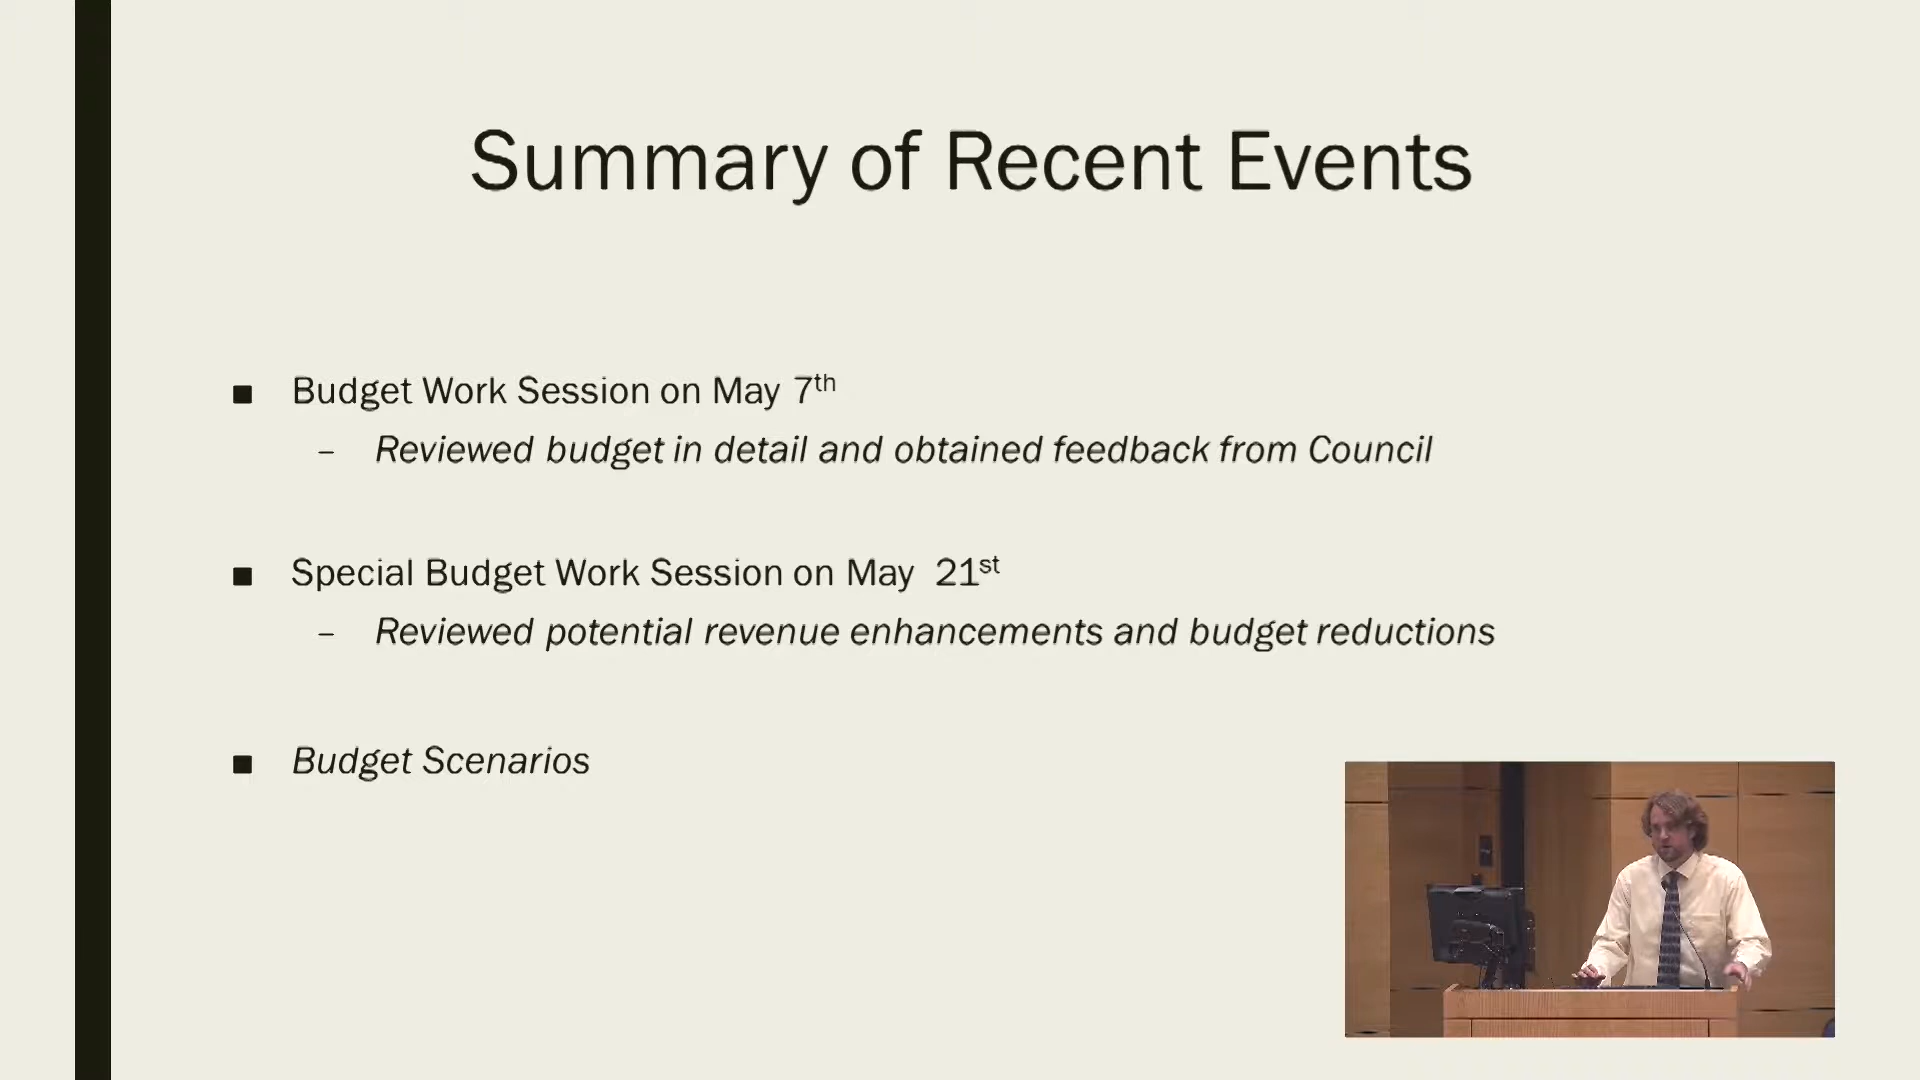 Summary of Recent Events
■ Budget Work Session on May 7th
– Reviewed budget in detail and obtained feedback from Council
■ Special Budget Work Session on May 21st
– Reviewed potential revenue enhancements and budget reductions
■ Budget Scenarios